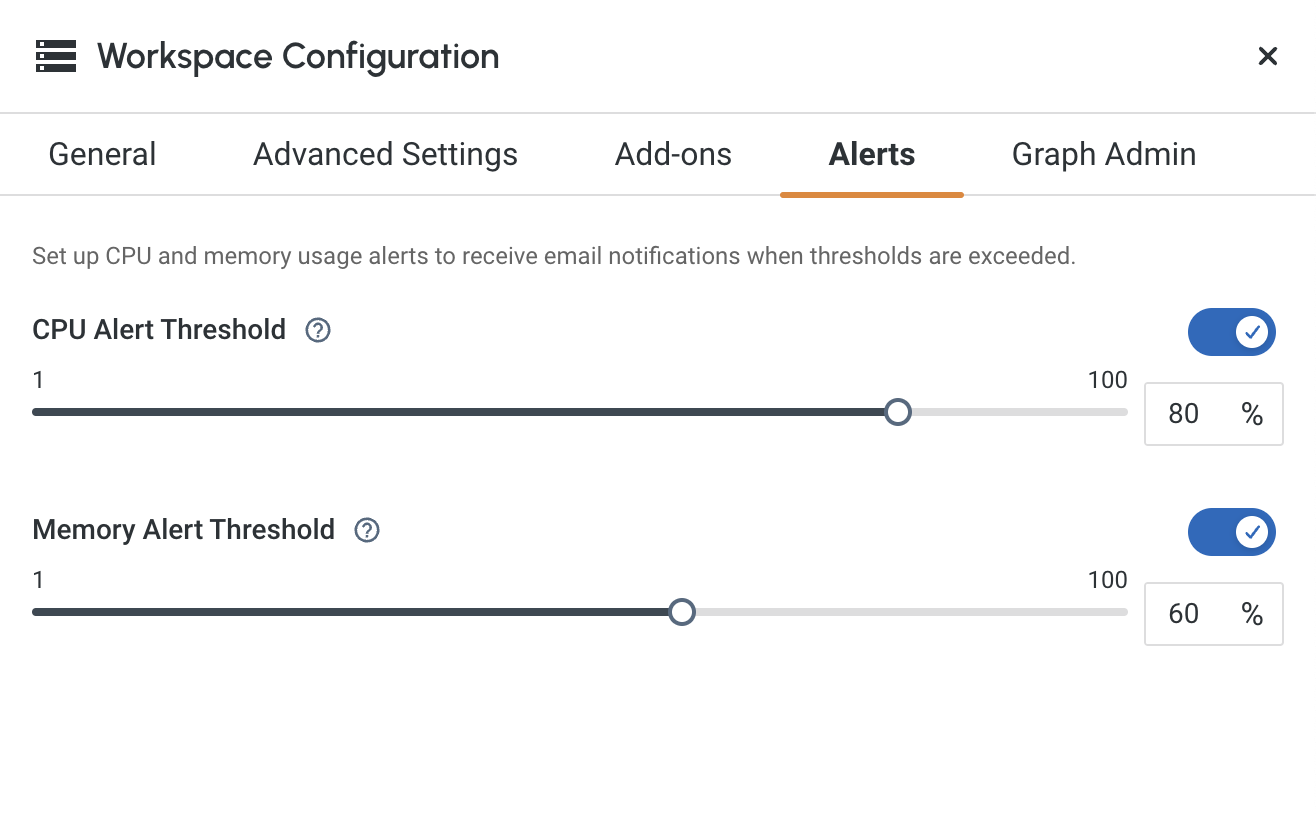 Workspace Configuration
General Advanced Settings Add-ons Alerts Graph Admin
Set up CPU and memory usage alerts to receive email notifications when thresholds are exceeded.
CPU Alert Threshold ?
1 100
80 %
Memory Alert Threshold ?
1 100
60 %